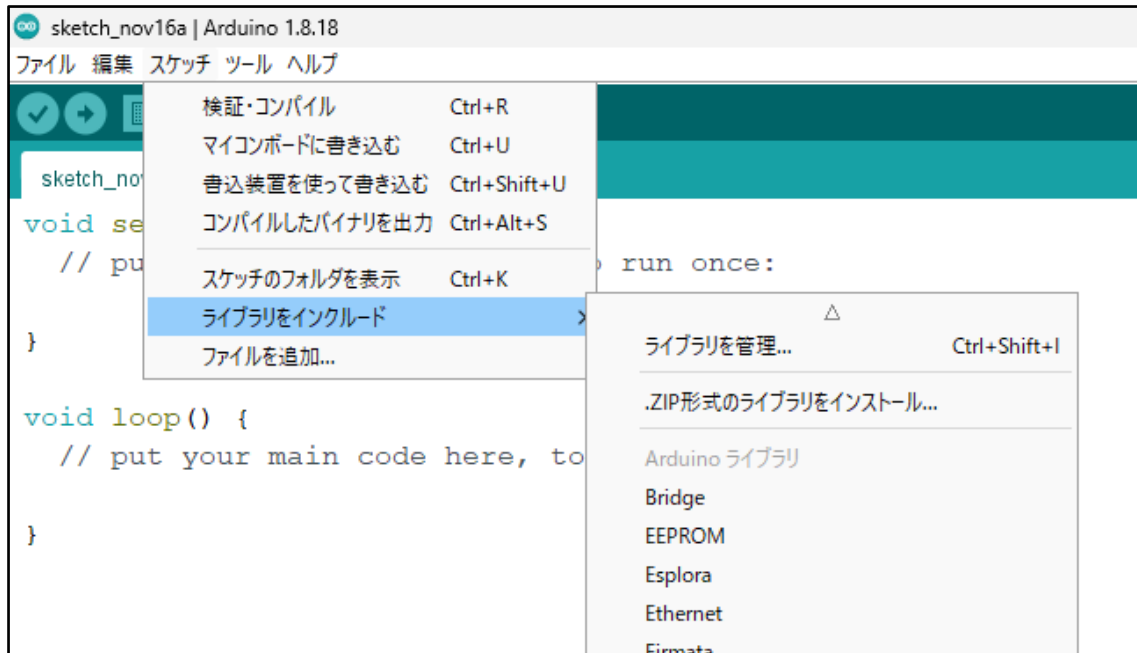 sketch_nov16a | Arduino 1.8.18
ファイル 編集 スケッチ ツール ヘルプ
検証・コンパイル Ctrl+R
マイコンボードに書き込む Ctrl+U
書込装置を使って書き込む Ctrl+Shift+U
コンパイルしたバイナリを出力 Ctrl+Alt+S
スケッチのフォルダを表示 Ctrl+K
ライブラリをインクルード
ファイルを追加...
ライブラリを管理... Ctrl+Shift+I
.ZIP形式のライブラリをインストール...
Arduino ライブラリ
Bridge
EEPROM
Esplora
Ethernet
Firmata
sketch_no
void se
// pu
run once:
}
void loop() {
// put your main code here, to
}